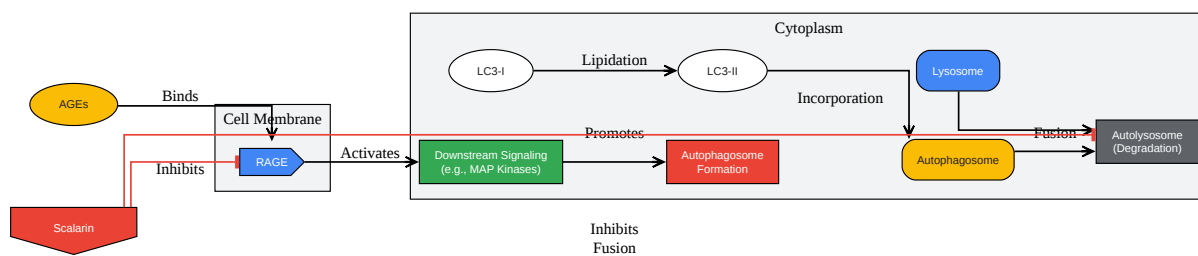 Cytoplasm
LC3-I
Lipidation
LC3-II
Lysosome
AGEs
Binds
Incorporation
Cell Membrane
Promotes
Fusion
Autolysosome
(Degradation)
RAGE
Activates
Downstream Signaling
(e.g., MAP Kinases)
Autophagosome
Formation
Autophagosome
Inhibits
Scalarin
Inhibits
Fusion